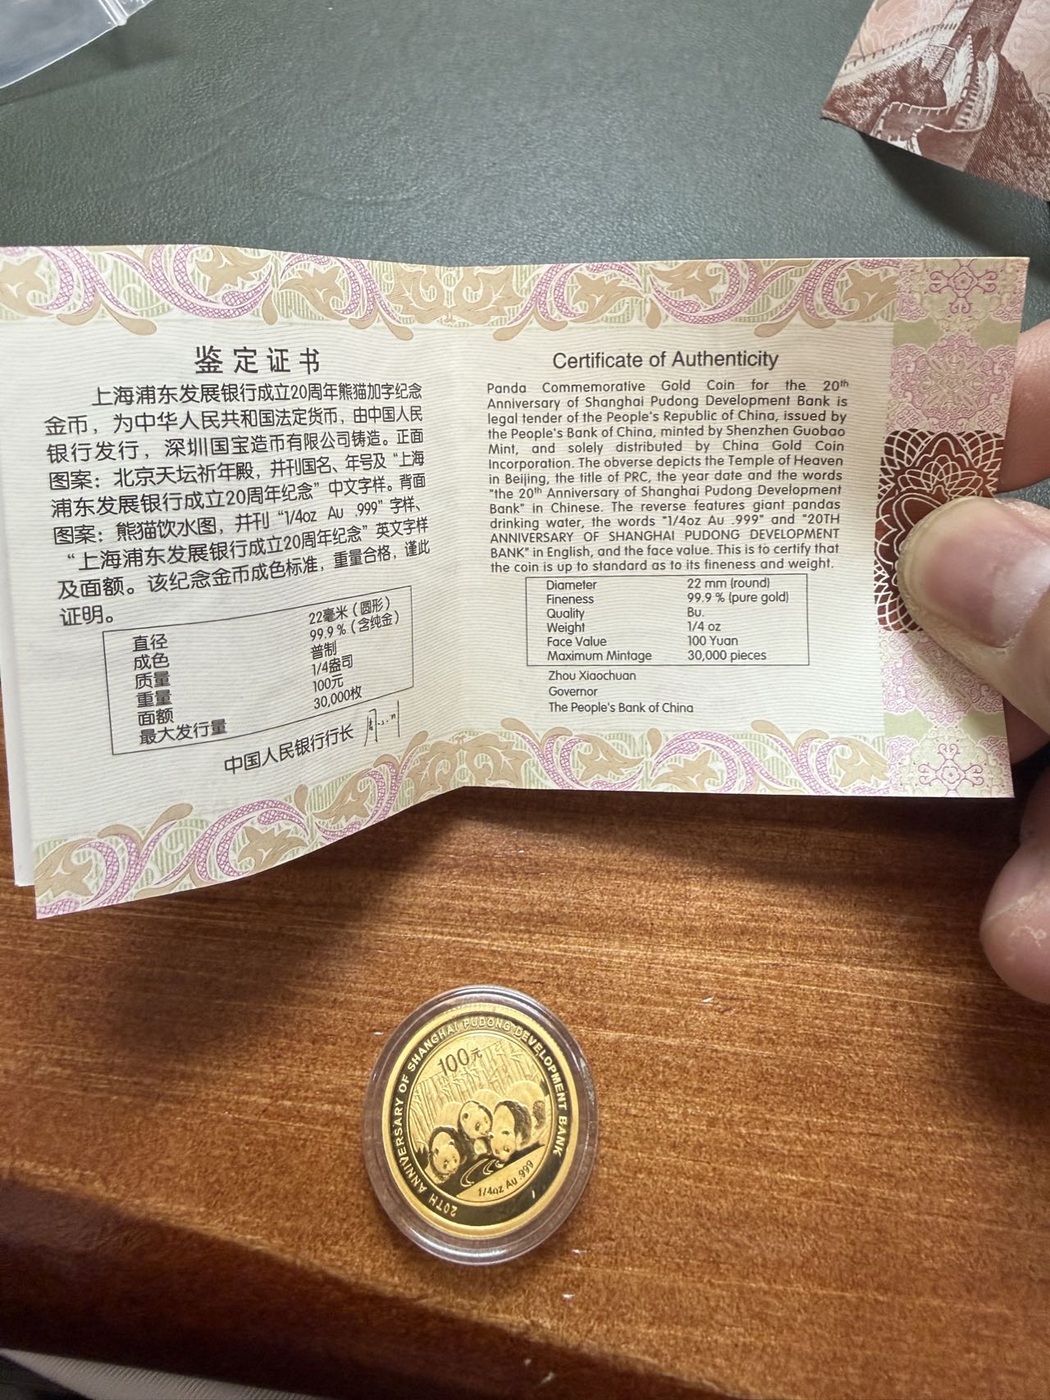 鉴定证书
上海浦东发展银行成立20周年熊猫加字纪念
金币，为中华人民共和国法定货币，由中国人民
银行发行，深圳国宝造币有限公司铸造。正面
图案：北京天坛祈年殿，并刊国名、年号及“上海
浦东发展银行成立20周年纪念”中文字样。背面
图案：熊猫饮水图，并刊“1/4oz Au .999”字样、
“上海浦东发展银行成立20周年纪念”英文字样
及面额。该纪念金币成色标准，重量合格，谨此
证明。
直径 22毫米（圆形）
成色 99.9%（含纯金）
质量 普制
重量 1/4盎司
面额 100元
最大发行量 30,000枚
中国人民银行行长
Certificate of Authenticity
Panda Commemorative Gold Coin for the 20th
Anniversary of Shanghai Pudong Development Bank is
legal tender of the People's Republic of China, issued by
the People's Bank of China, minted by Shenzhen Guobao
Mint, and solely distributed by China Gold Coin
Incorporation. The obverse depicts the Temple of Heaven
in Beijing, the title of PRC, the year date and the words
"the 20th Anniversary of Shanghai Pudong Development
Bank" in Chinese. The reverse features giant pandas
drinking water, the words "1/4oz Au .999" and "20TH
ANNIVERSARY OF SHANGHAI PUDONG DEVELOPMENT
BANK" in English, and the face value. This is to certify that
the coin is up to standard as to its fineness and weight.
Diameter 22 mm (round)
Fineness 99.9 % (pure gold)
Quality Bu.
Weight 1/4 oz
Face Value 100 Yuan
Maximum Mintage 30,000 pieces
Zhou Xiaochuan
Governor
The People's Bank of China
20TH ANNIVERSARY OF SHANGHAI PUDONG DEVELOPMENT BANK
100元
1/4oz Au .999